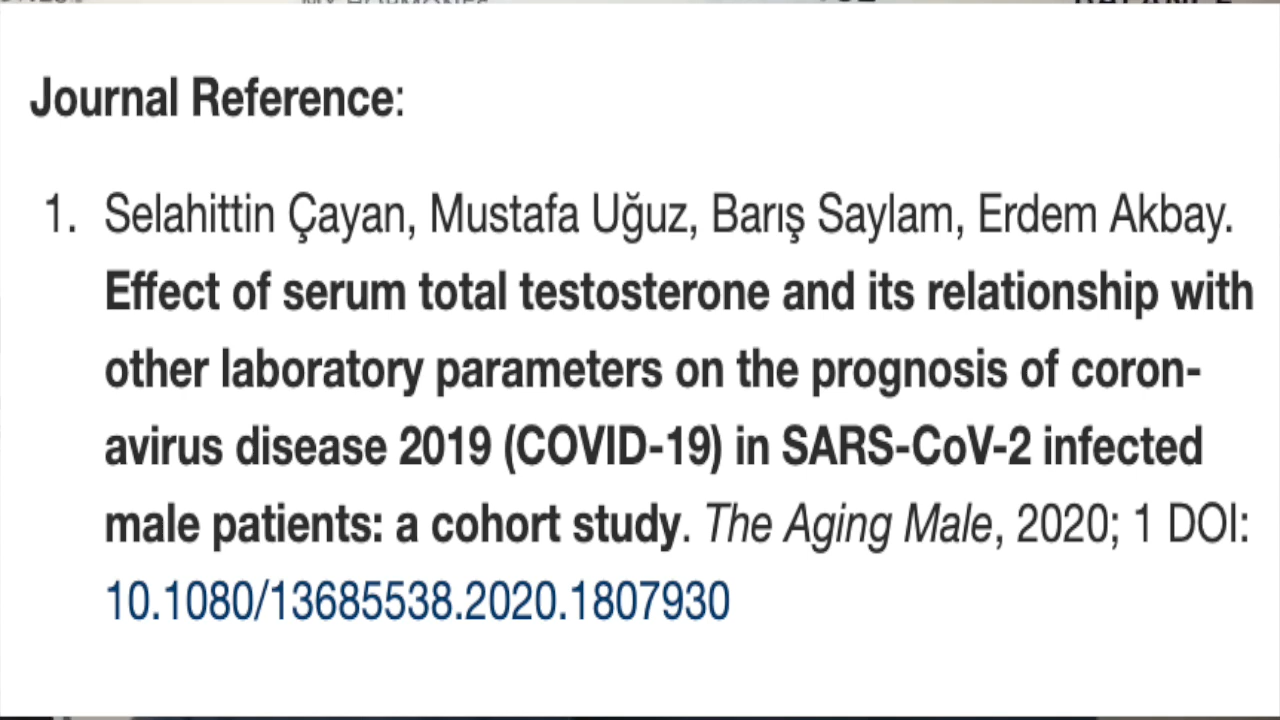 Journal Reference:
1. Selahittin Çayan, Mustafa Uğuz, Barış Saylam, Erdem Akbay.
Effect of serum total testosterone and its relationship with
other laboratory parameters on the prognosis of coron-
avirus disease 2019 (COVID-19) in SARS-CoV-2 infected
male patients: a cohort study. The Aging Male, 2020; 1 DOI:
10.1080/13685538.2020.1807930